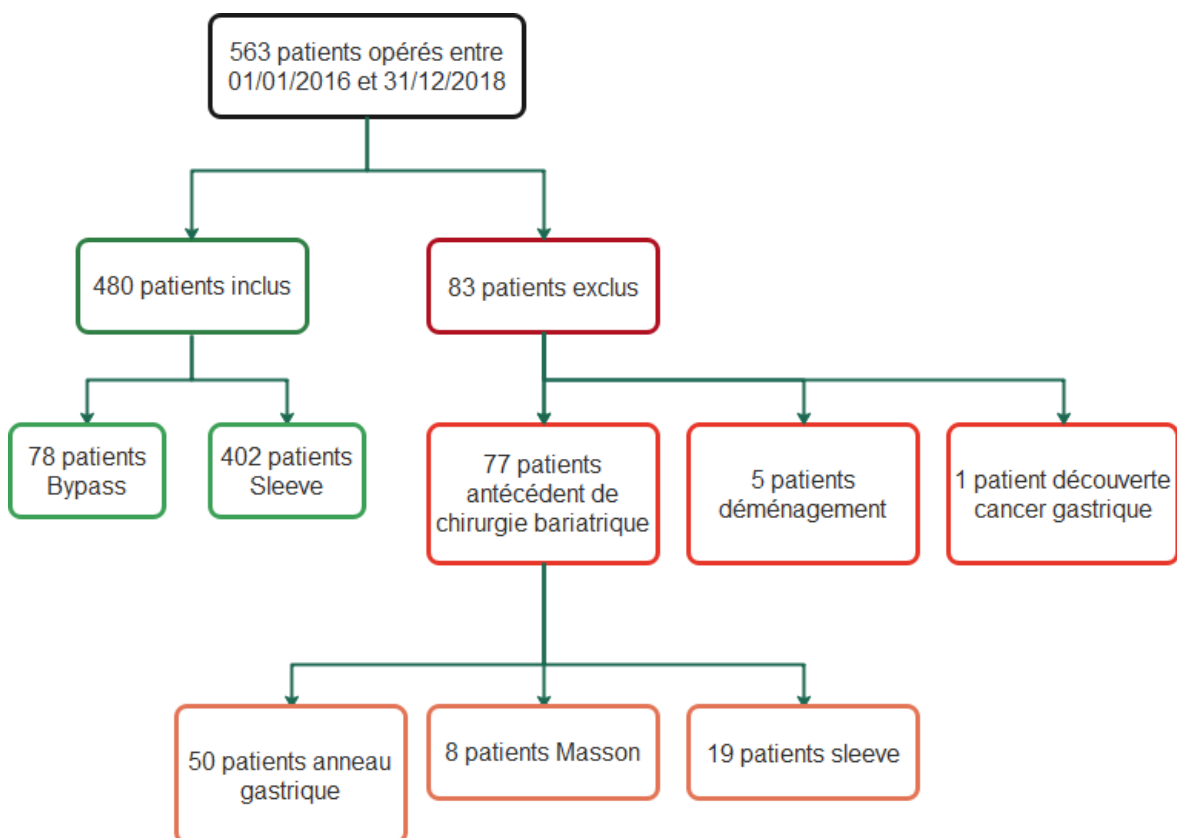 563 patients opérés entre
01/01/2016 et 31/12/2018
480 patients inclus
83 patients exclus
78 patients
Bypass
402 patients
Sleeve
77 patients
antécédent de
chirurgie bariatrique
5 patients
déménagement
1 patient découverte
cancer gastrique
50 patients anneau
gastrique
8 patients Masson
19 patients sleeve